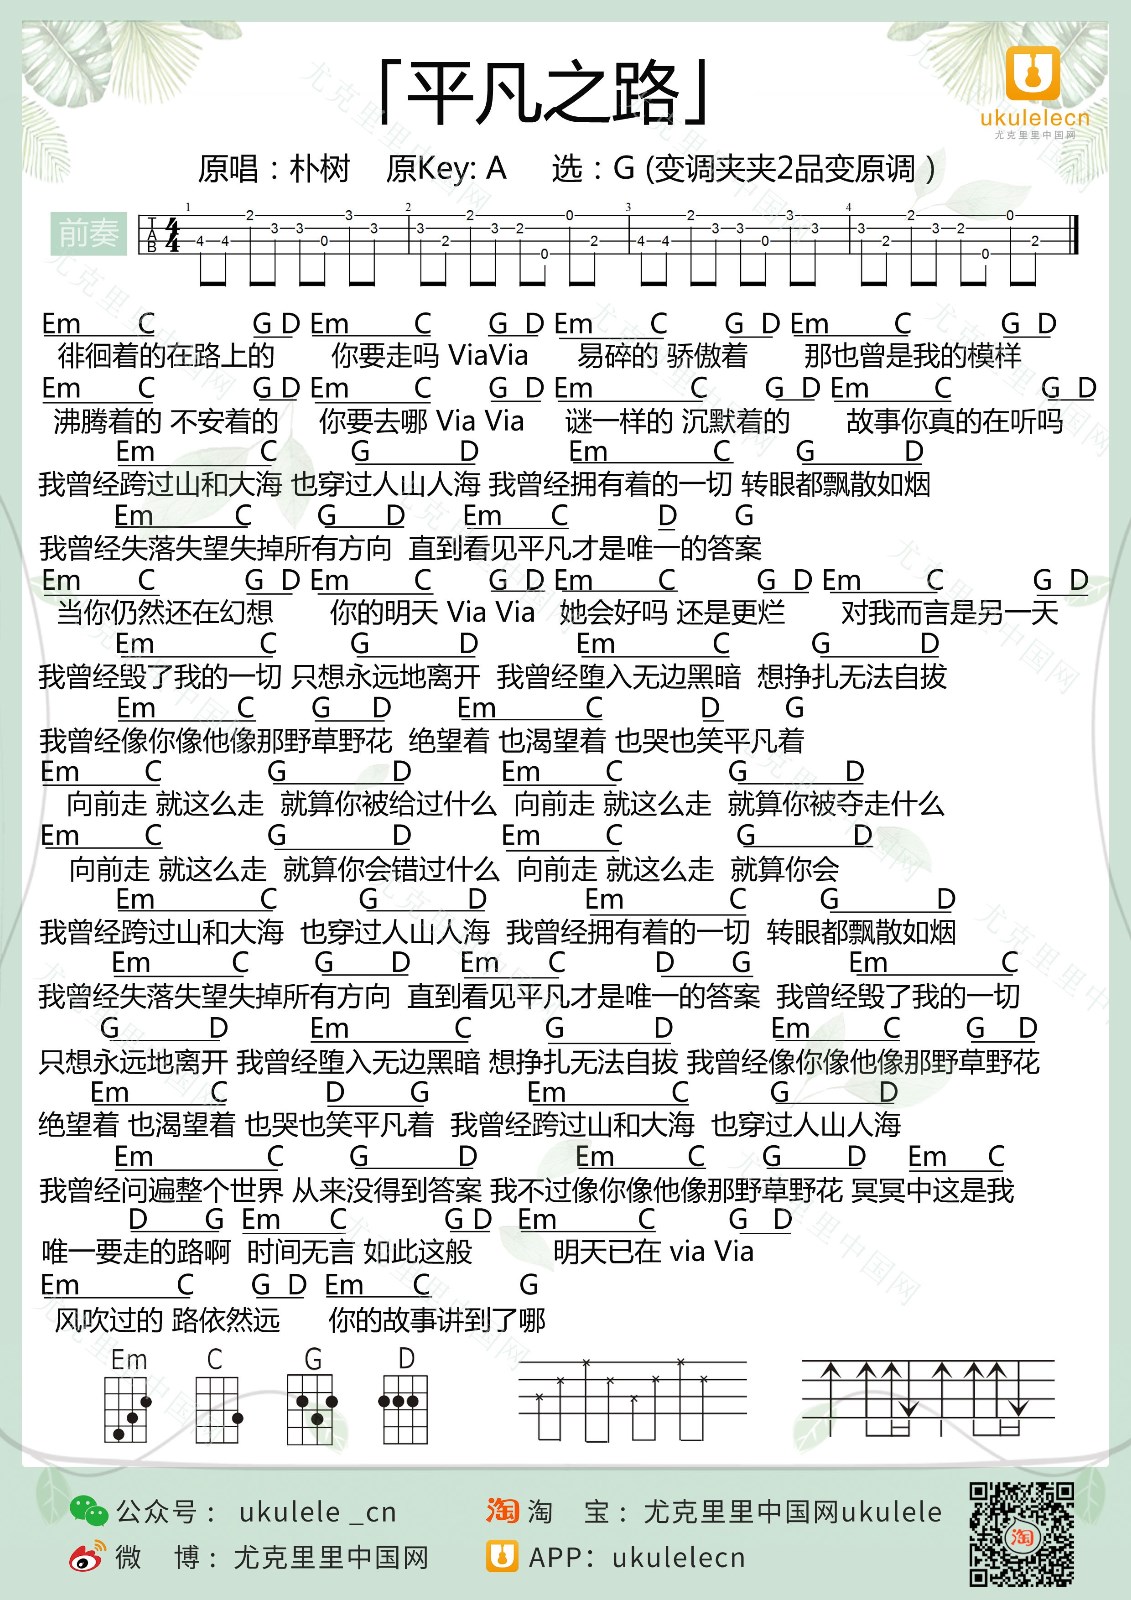 「平凡之路」
ukulelecn
尤克里里中国网
原唱：朴树 原Key: A 选：G (变调夹夹2品变原调 )
前奏
Em C G D Em C G D Em C G D Em C G D
徘徊着的在路上的 你要走吗 ViaVia 易碎的 骄傲着 那也曾是我的模样
Em C G D Em C G D Em C G D Em C G D
沸腾着的 不安着的 你要去哪 Via Via 谜一样的 沉默着的 故事你真的在听吗
Em C G D Em C G D
我曾经跨过山和大海 也穿过人山人海 我曾经拥有着的一切 转眼都飘散如烟
Em C G D Em C D G
我曾经失落失望失掉所有方向 直到看见平凡才是唯一的答案
Em C G D Em C G D Em C G D Em C G D
当你仍然还在幻想 你的明天 Via Via 她会好吗 还是更烂 对我而言是另一天
Em C G D Em C G D
我曾经毁了我的一切 只想永远地离开 我曾经堕入无边黑暗 想挣扎无法自拔
Em C G D Em C D G
我曾经像你像他像那野草野花 绝望着 也渴望着 也哭也笑平凡着
Em C G D Em C G D
向前走 就这么走 就算你被给过什么 向前走 就这么走 就算你被夺走什么
Em C G D Em C G D
向前走 就这么走 就算你会错过什么 向前走 就这么走 就算你会
Em C G D Em C G D
我曾经跨过山和大海 也穿过人山人海 我曾经拥有着的一切 转眼都飘散如烟
Em C G D Em C D G Em C
我曾经失落失望失掉所有方向 直到看见平凡才是唯一的答案 我曾经毁了我的一切
G D Em C G D Em C G D
只想永远地离开 我曾经堕入无边黑暗 想挣扎无法自拔 我曾经像你像他像那野草野花
Em C D G Em C G D
绝望着 也渴望着 也哭也笑平凡着 我曾经跨过山和大海 也穿过人山人海
Em C G D Em C G D Em C
我曾经问遍整个世界 从来没得到答案 我不过像你像他像那野草野花 冥冥中这是我
D G Em C G D Em C G D
唯一要走的路啊 时间无言 如此这般 明天已在 via Via
Em C G D Em C G
风吹过的 路依然远 你的故事讲到了哪
Em C G D
公众号： ukulele _cn
淘 宝：尤克里里中国网ukulele
微 博：尤克里里中国网
APP：ukulelecn